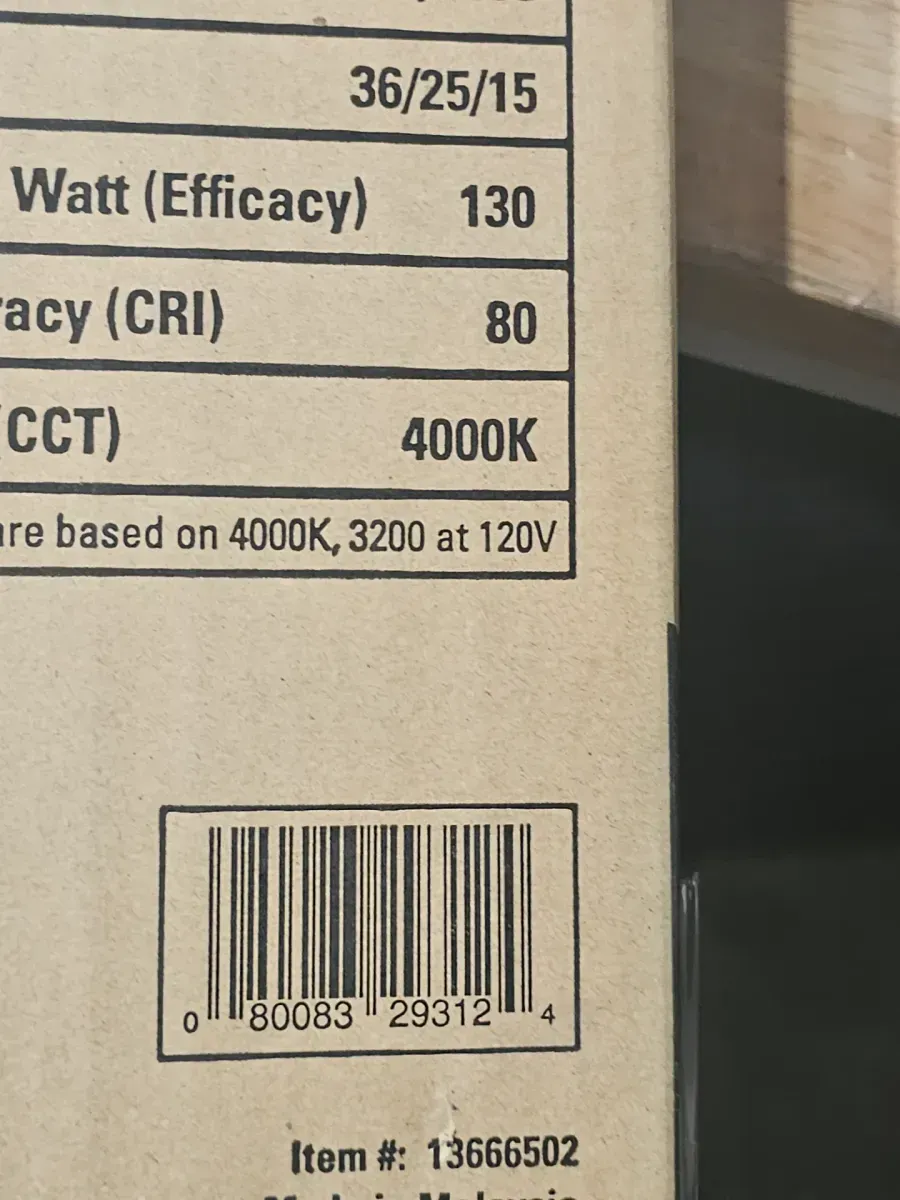 36/25/15
Watt (Efficacy) 130
racy (CRI) 80
(CCT) 4000K
are based on 4000K, 3200 at 120V
0 80083 29312 4
Item #: 13666502